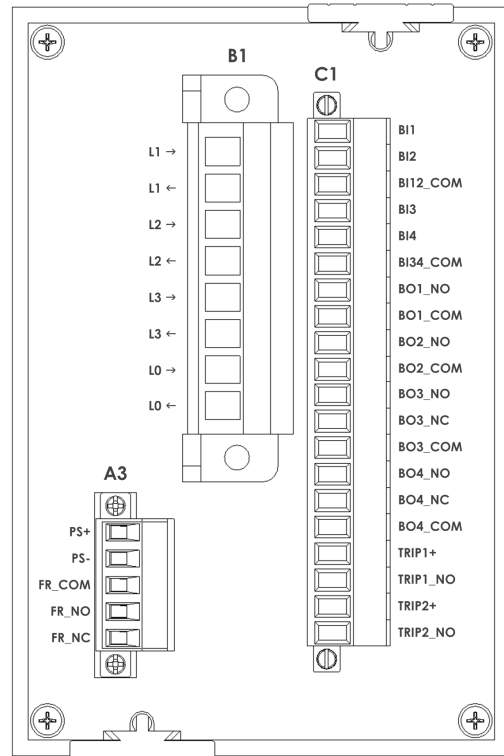 B1
L1 →
L1 ←
L2 →
L2 ←
L3 →
L3 ←
L0 →
L0 ←
C1
BI1
BI2
BI12_COM
BI3
BI4
BI34_COM
BO1_NO
BO1_COM
BO2_NO
BO2_COM
BO3_NO
BO3_NC
BO3_COM
BO4_NO
BO4_NC
BO4_COM
TRIP1+
TRIP1_NO
TRIP2+
TRIP2_NO
A3
PS+
PS-
FR_COM
FR_NO
FR_NC